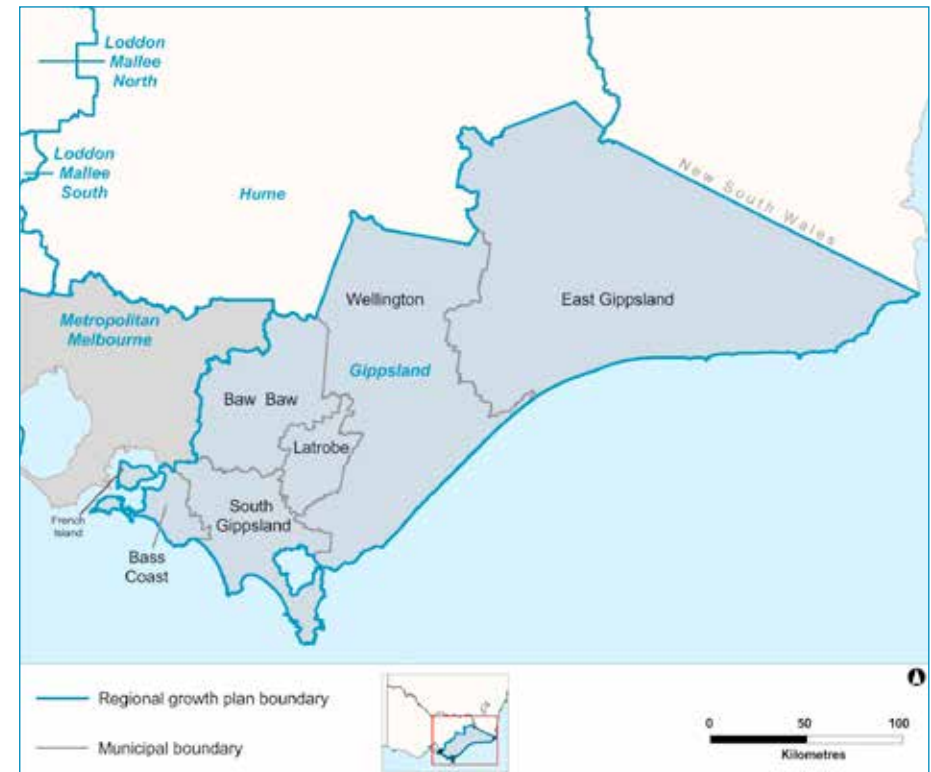 Loddon
Mallee
North
Loddon
Mallee
South
Hume
New South Wales
Wellington
East Gippsland
Metropolitan
Melbourne
Gippsland
Baw Baw
Latrobe
South
Gippsland
French
Island
Bass
Coast
Regional growth plan boundary
Municipal boundary
0 50 100
Kilometres